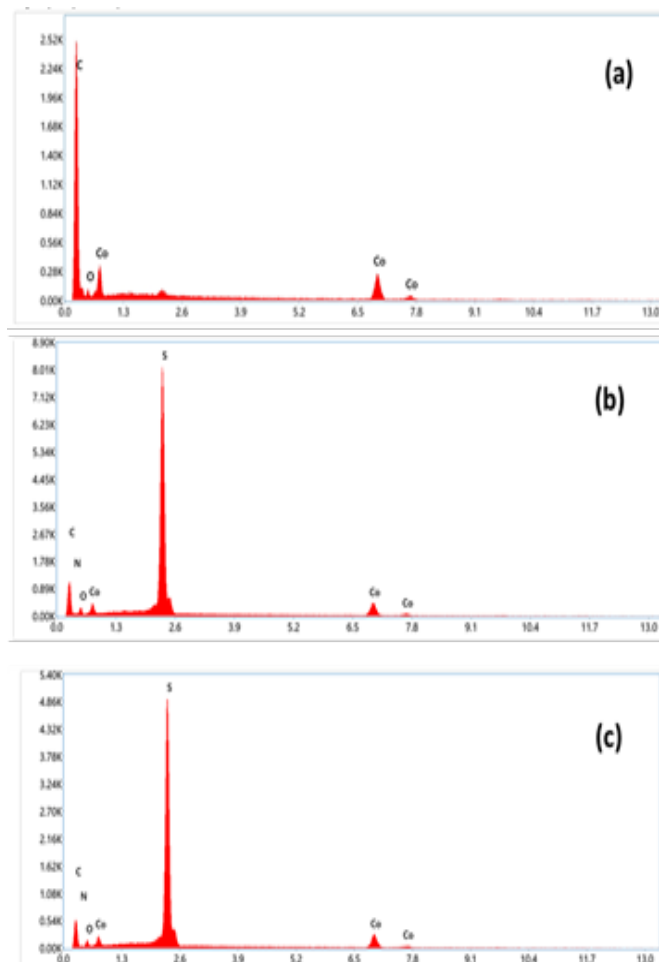 2.52K
C
(a)
2.24K
1.96K
1.68K
1.40K
1.12K
0.84K
0.56K
Co
Co
0.28K
O
Co
0.00K
0.0 1.3 2.6 3.9 5.2 6.5 7.8 9.1 10.4 11.7 13.0
8.90K
S
8.01K
(b)
7.12K
6.23K
5.34K
4.45K
3.56K
2.67K
C
1.78K
N
0.89K
O Co
Co
Co
0.00K
0.0 1.3 2.6 3.9 5.2 6.5 7.8 9.1 10.4 11.7 13.0
5.40K
S
4.86K
4.32K
(c)
3.78K
3.24K
2.70K
2.16K
1.62K
C
1.08K
N
0.54K
O Co
Co
Co
0.00K
0.0 1.3 2.6 3.9 5.2 6.5 7.8 9.1 10.4 11.7 13.0